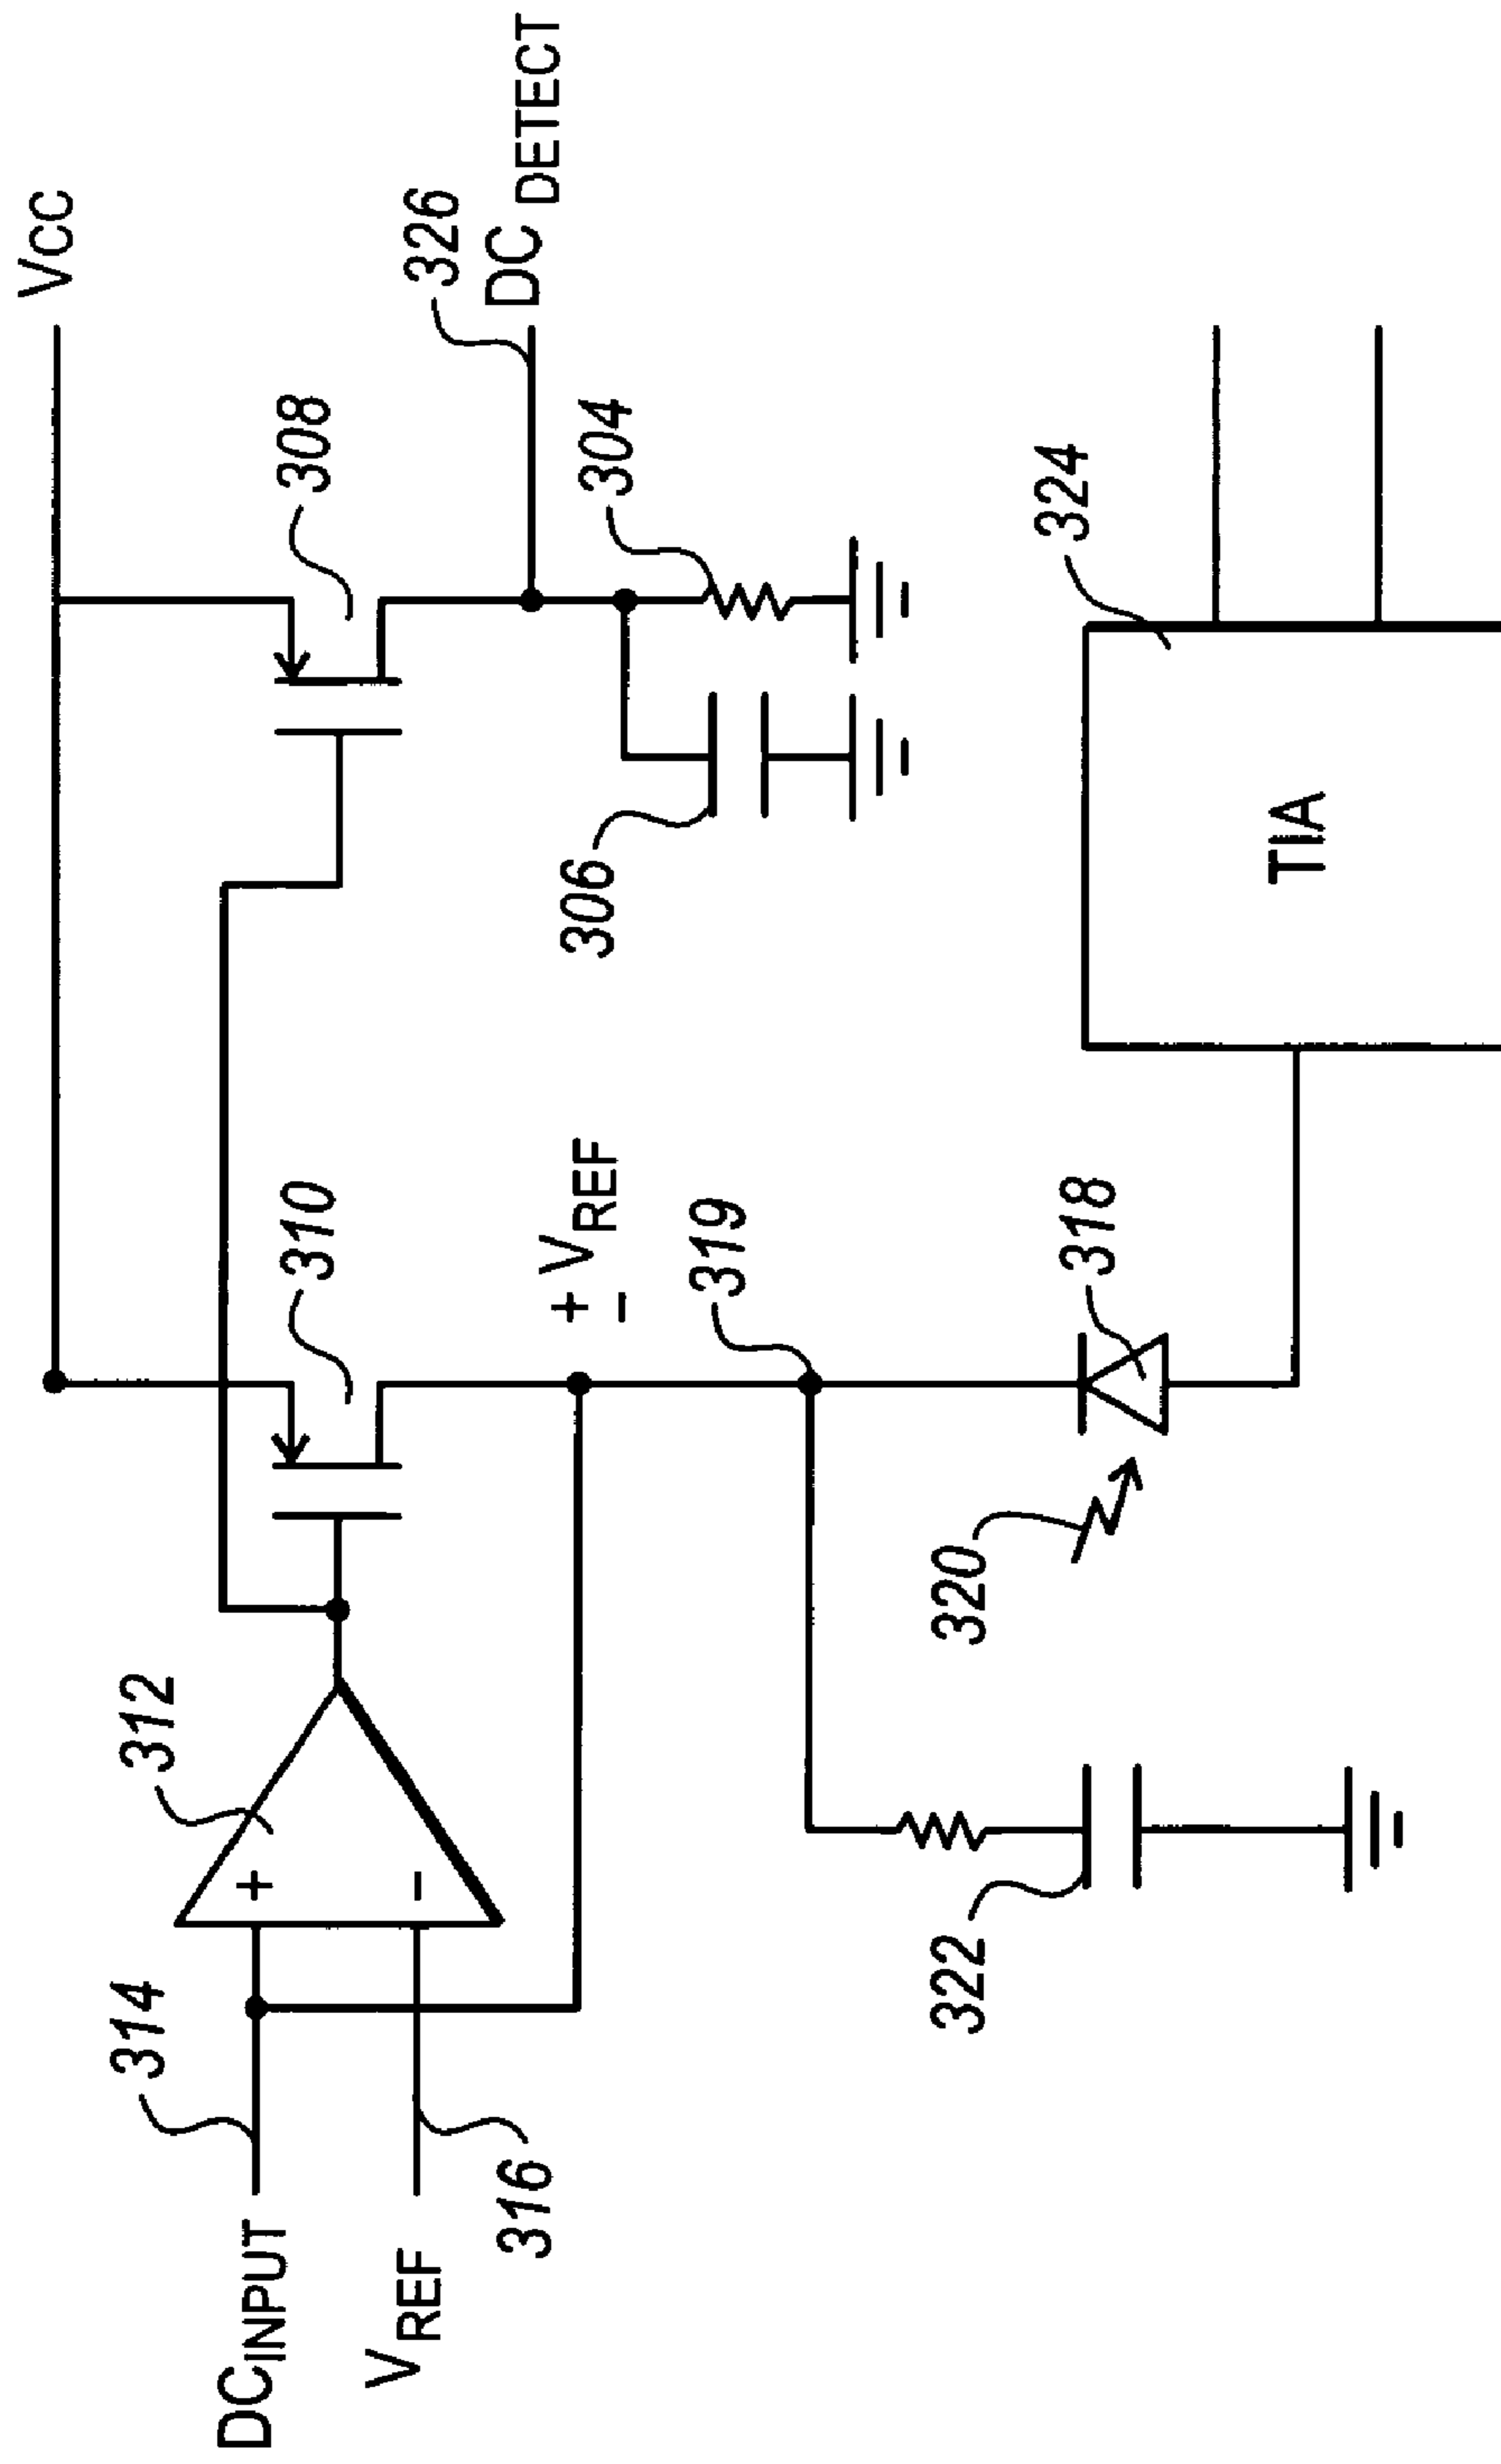 VCC
308
326
DC DETECT
304
306
310
+ VREF
−
319
312
+
−
314
DCINPUT
VREF
316
318
320
322
324
TIA